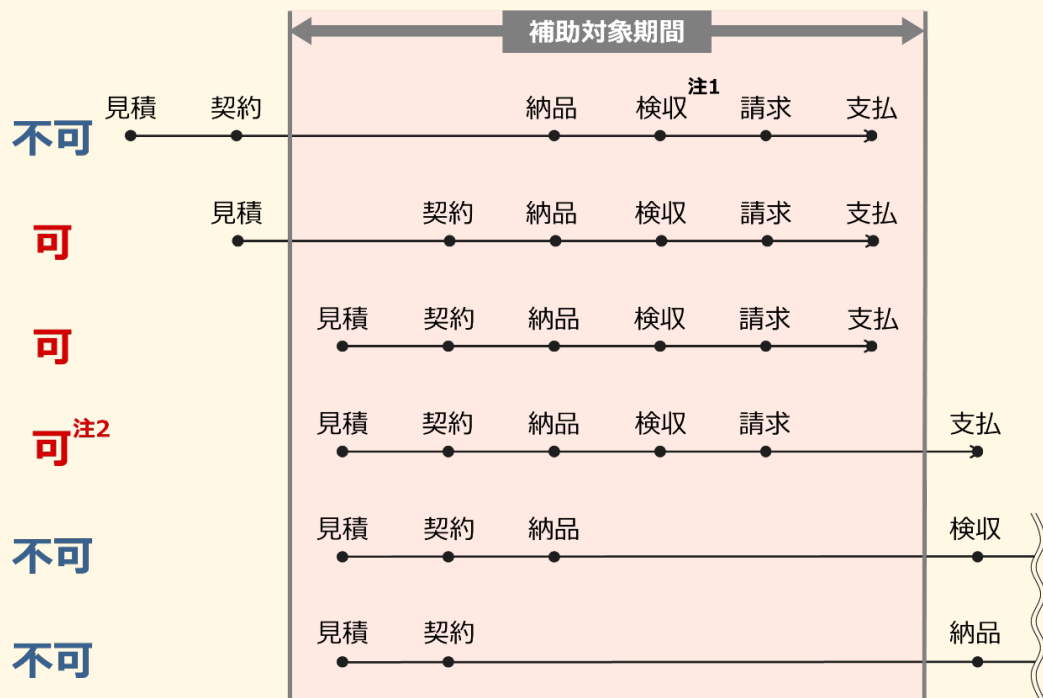 補助対象期間
不可 見積 契約 納品 検収注1 請求 支払
可 見積 契約 納品 検収 請求 支払
可 見積 契約 納品 検収 請求 支払
可注2 見積 契約 納品 検収 請求 支払
不可 見積 契約 納品 検収
不可 見積 契約 納品